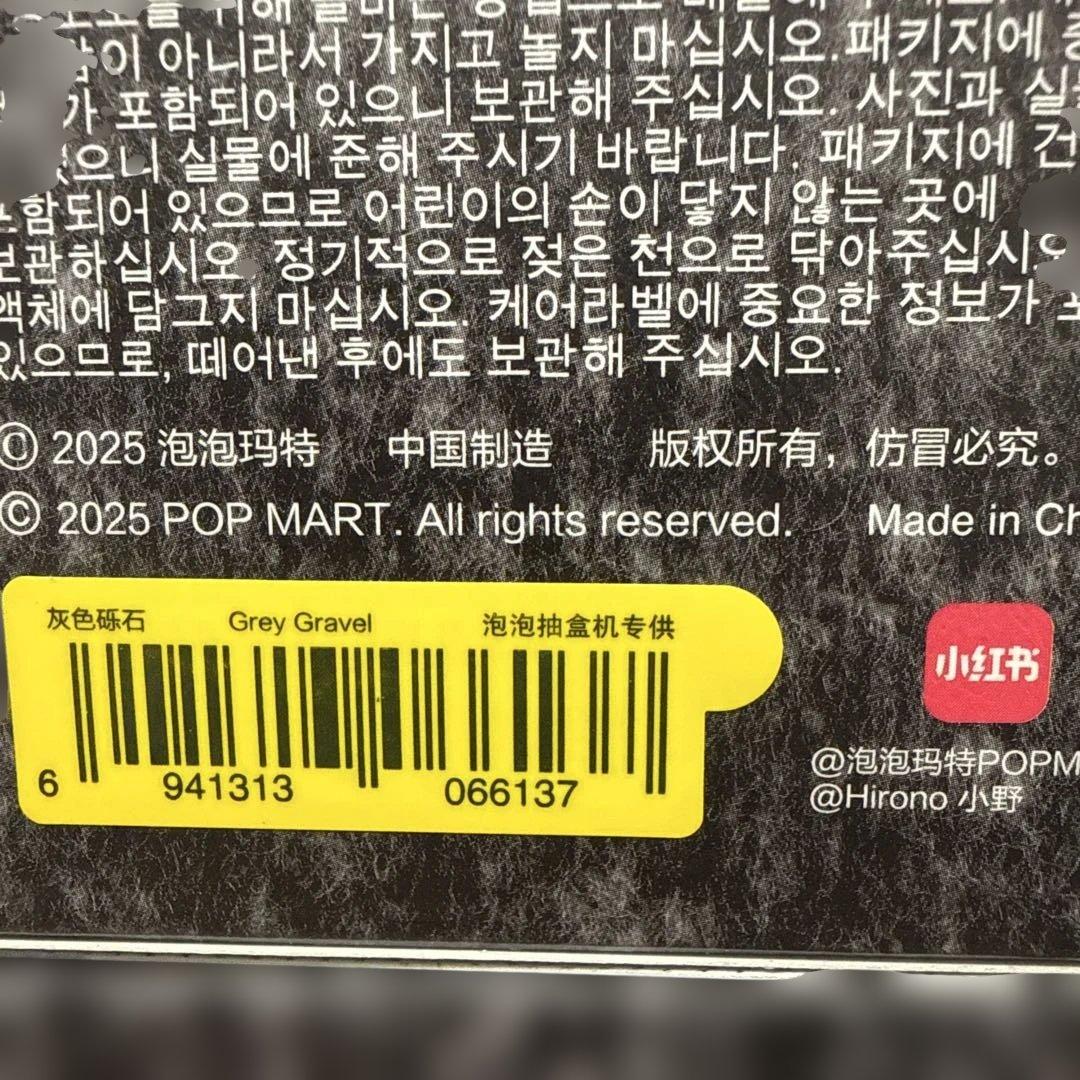 아니라서 가지고 놀지 마십시오. 패키지에
가 포함되어 있으니 보관해 주십시오. 사진과
실물에 준해 주시기 바랍니다. 패키지에
포함되어 있으므로 어린이의 손이 닿지 않는 곳에
보관하십시오. 정기적으로 젖은 천으로 닦아주십시오
액체에 담그지 마십시오. 케어라벨에 중요한 정보가
있으므로, 떼어낸 후에도 보관해 주십시오.
© 2025 泡泡玛特 中国制造 版权所有，仿冒必究。
© 2025 POP MART. All rights reserved. Made in Ch
灰色砾石 Grey Gravel 泡泡抽盒机专供
6 941313 066137
小红书
@泡泡玛特POPM
@Hirono 小野